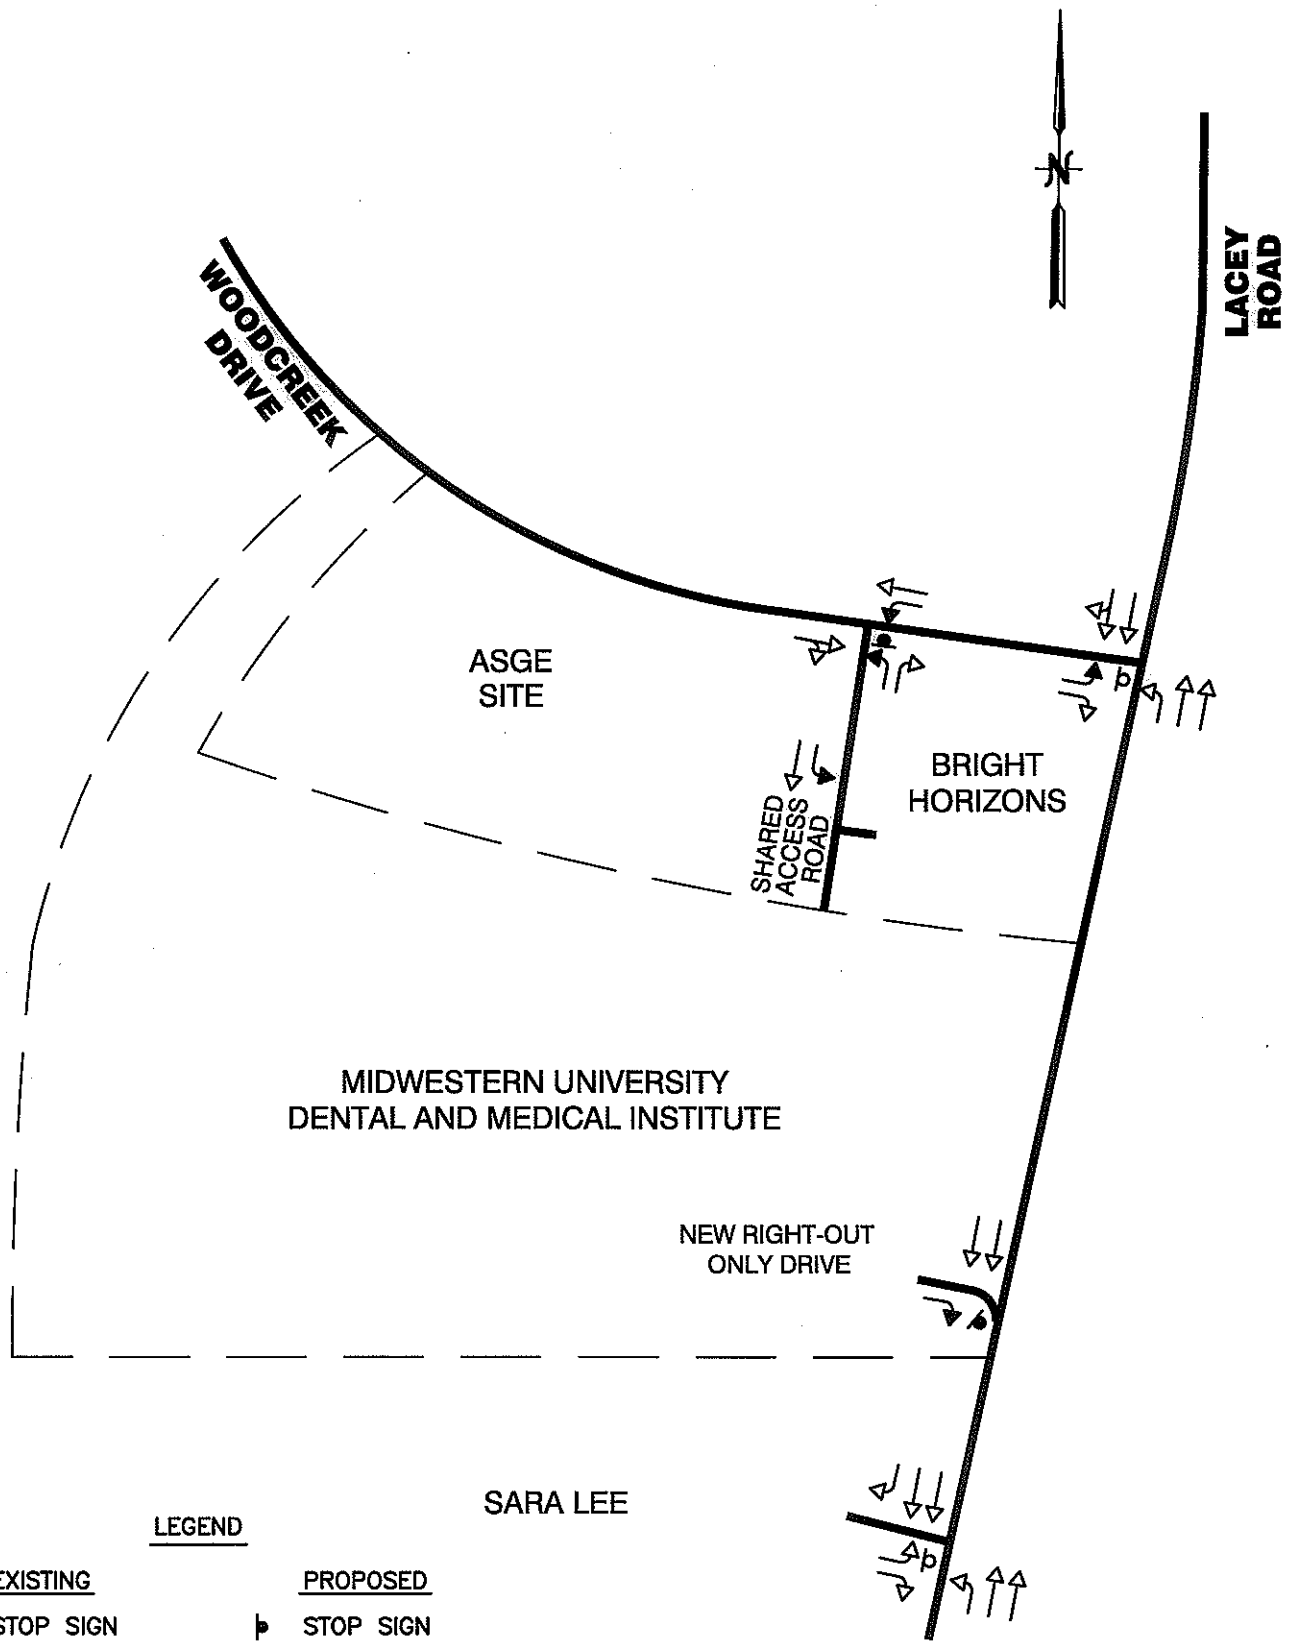 N
LACEY
ROAD
WOODCREEK
DRIVE
ASGE
SITE
BRIGHT
HORIZONS
SHARED
ACCESS
ROAD
MIDWESTERN UNIVERSITY
DENTAL AND MEDICAL INSTITUTE
NEW RIGHT-OUT
ONLY DRIVE
SARA LEE
LEGEND
EXISTING
PROPOSED
STOP SIGN
STOP SIGN